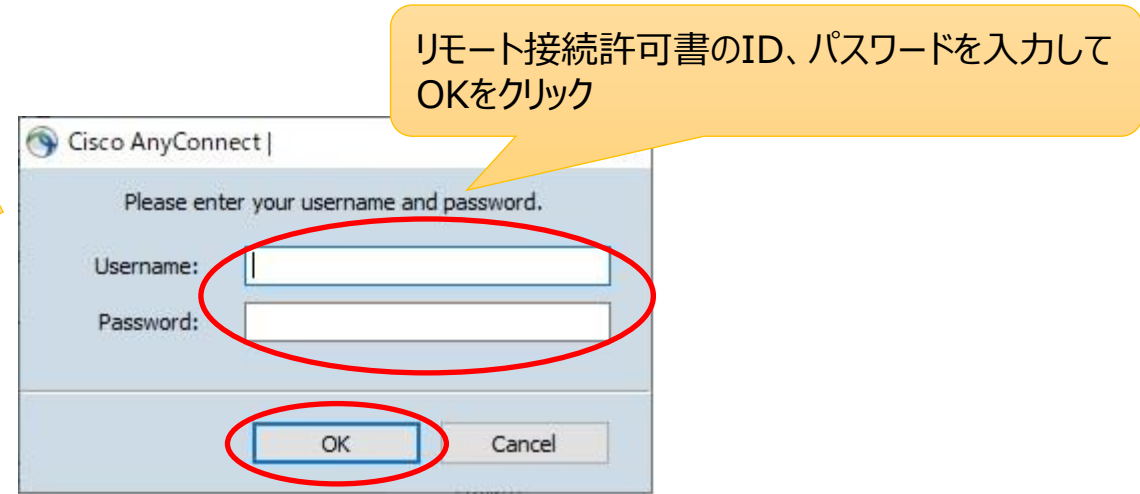 リモート接続許可書のID、パスワードを入力して
OKをクリック
Cisco AnyConnect |
Please enter your username and password.
Username:
Password:
OK
Cancel